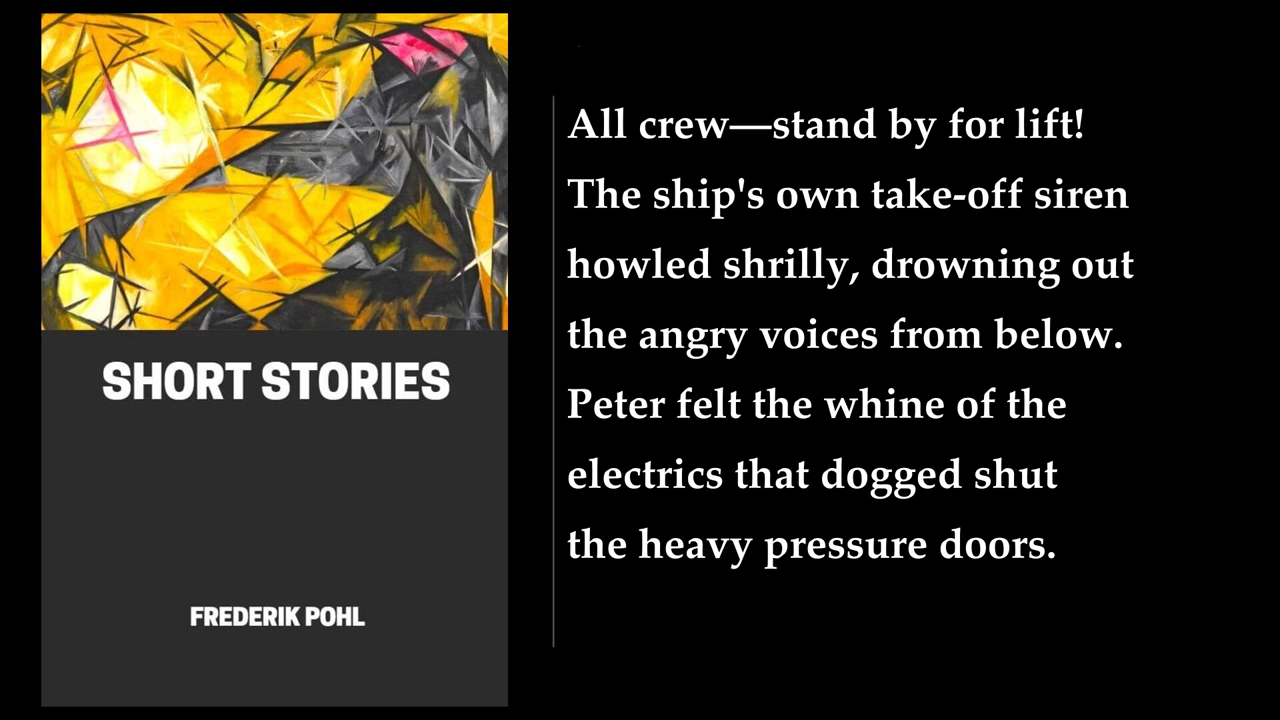 SHORT STORIES
FREDERIK POHL
All crew—stand by for lift!
The ship's own take-off siren
howled shrilly, drowning out
the angry voices from below.
Peter felt the whine of the
electrics that dogged shut
the heavy pressure doors.